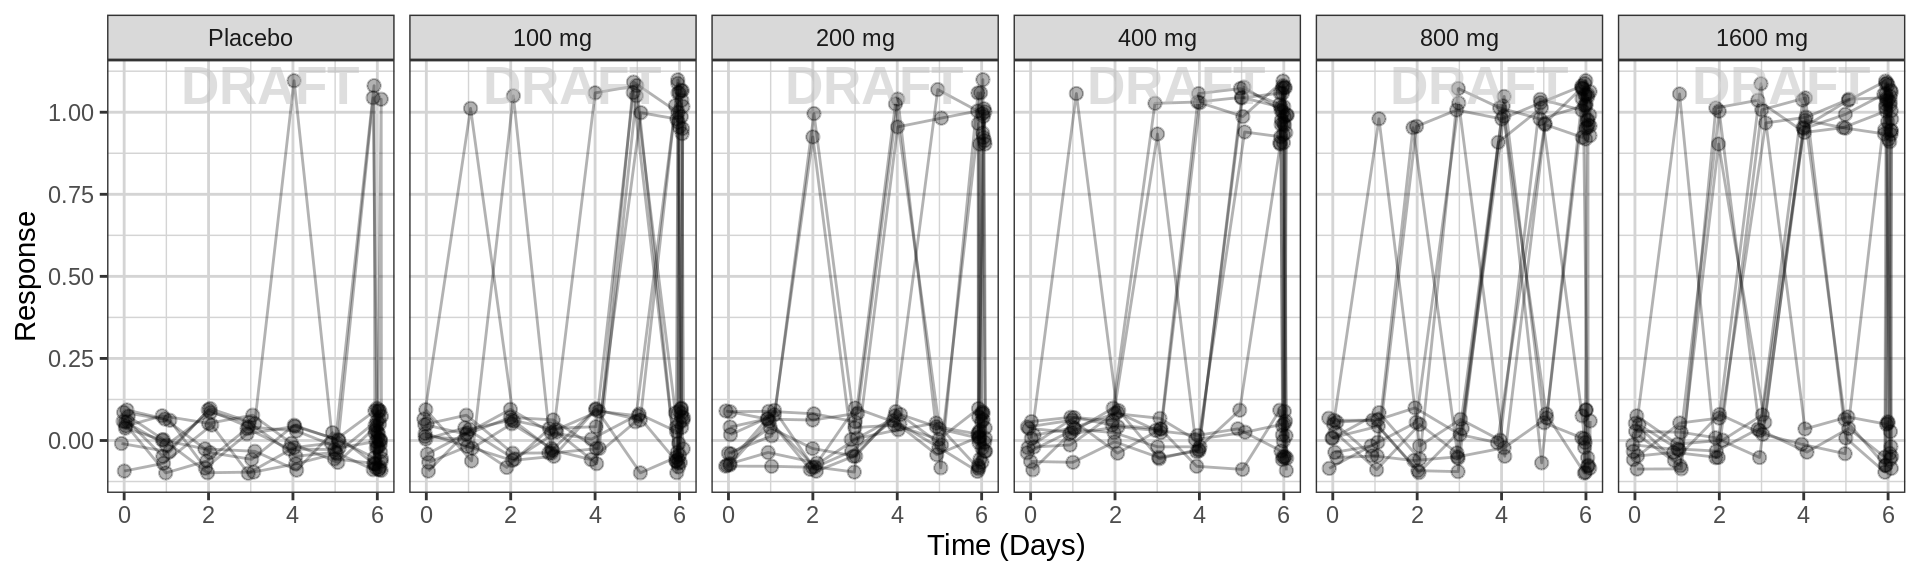 Placebo 100 mg 200 mg 400 mg 800 mg 1600 mg
DRAFT DRAFT DRAFT DRAFT DRAFT DRAFT
1.00
0.75
0.50
0.25
0.00
Response
0 2 4 6 0 2 4 6 0 2 4 6 0 2 4 6 0 2 4 6 0 2 4 6
Time (Days)